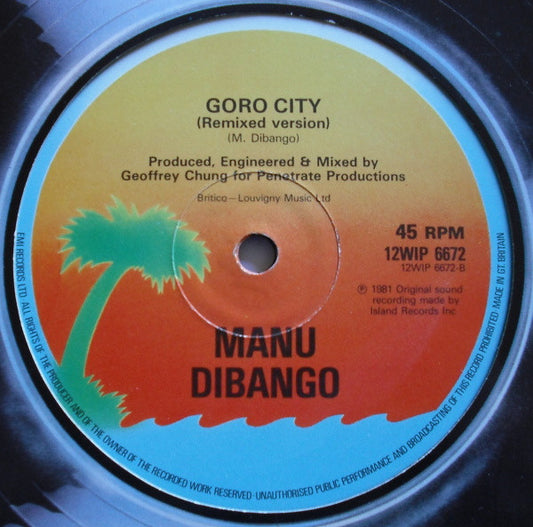 GORO CITY
(Remixed version)
(M. Dibango)
Produced, Engineered & Mixed by
Geoffrey Chung for Penetrate Productions
Britico—Louvigny Music Ltd
45 RPM
12WIP 6672
12WIP 6672-B
℗ 1981 Original sound
recording made by
Island Records Inc
MANU
DIBANGO
EMI RECORDS LTD ALL RIGHTS OF THE PRODUCER AND OF THE OWNER OF THE RECORDED WORK RESERVED · UNAUTHORISED PUBLIC PERFORMANCE AND BROADCASTING OF THIS RECORD PROHIBITED MADE IN GT. BRITAIN